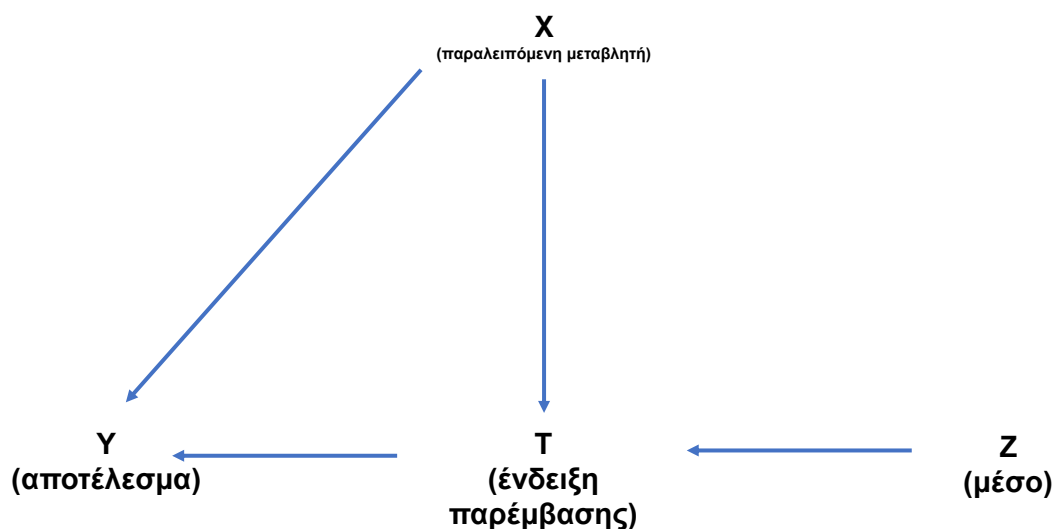 X
(παραλειπόμενη μεταβλητή)
Y
(αποτέλεσμα)
T
(ένδειξη
παρέμβασης)
Z
(μέσο)